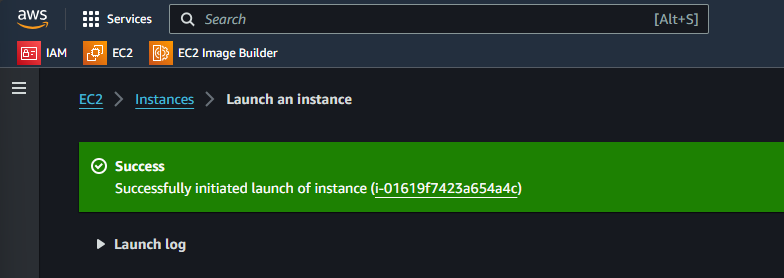 aws Services Search [Alt+S]
IAM EC2 EC2 Image Builder
EC2 Instances Launch an instance
Success
Successfully initiated launch of instance (i-01619f7423a654a4c)
Launch log